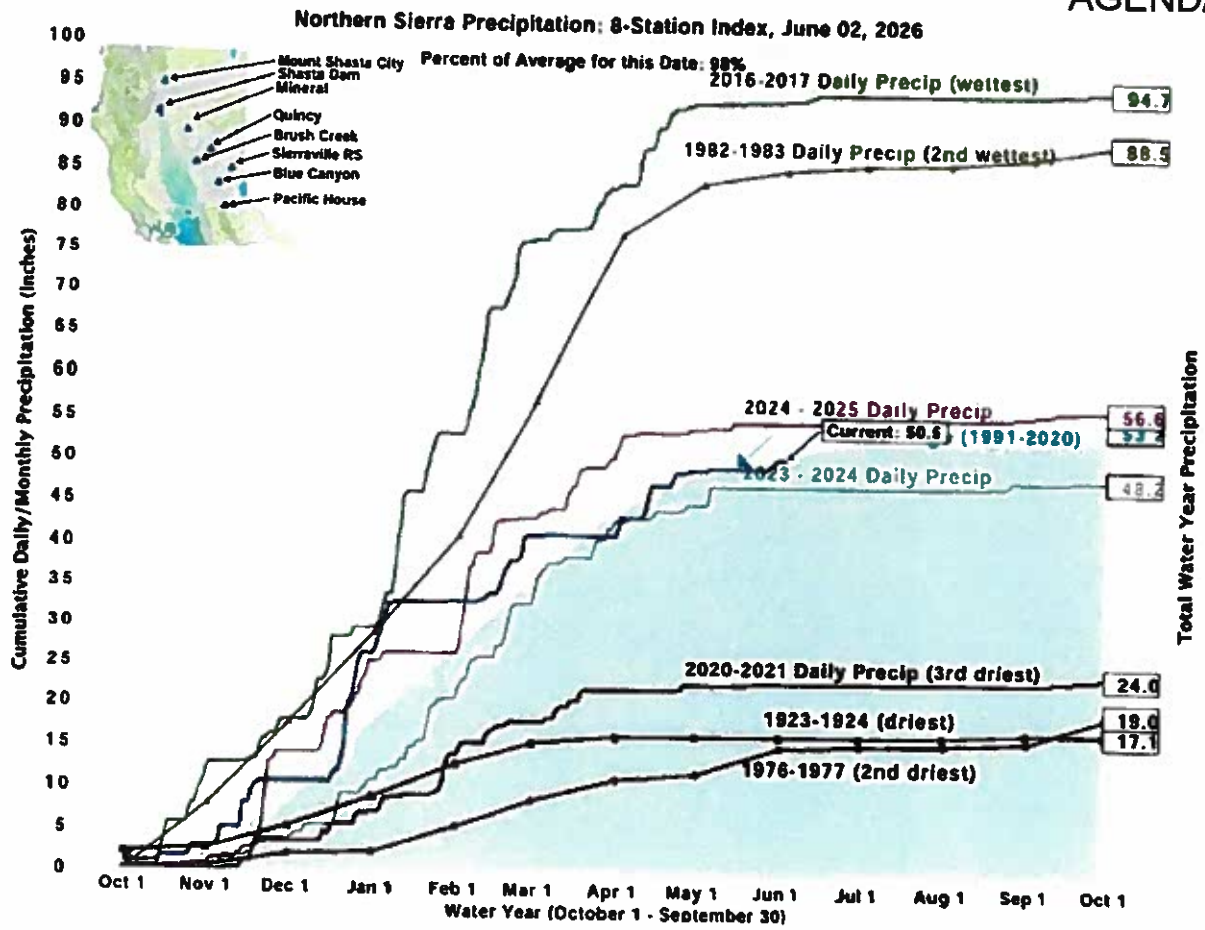 AGENDA
Northern Sierra Precipitation: 8-Station Index, June 02, 2026
Percent of Average for this Date: 98%
Mount Shasta City
Shasta Dam
Mineral
Quincy
Brush Creek
Sierraville RS
Blue Canyon
Pacific House
2016-2017 Daily Precip (wettest)
94.7
1982-1983 Daily Precip (2nd wettest)
88.5
2024 - 2025 Daily Precip
56.6
Current: 50.5
(1991-2020)
53.2
2023 - 2024 Daily Precip
48.2
2020-2021 Daily Precip (3rd driest)
24.0
1923-1924 (driest)
19.0
17.1
1976-1977 (2nd driest)
Cumulative Daily/Monthly Precipitation (Inches)
Total Water Year Precipitation
100
95
90
85
80
75
70
65
60
55
50
45
40
35
30
25
20
15
10
5
0
Oct 1 Nov 1 Dec 1 Jan 1 Feb 1 Mar 1 Apr 1 May 1 Jun 1 Jul 1 Aug 1 Sep 1 Oct 1
Water Year (October 1 - September 30)